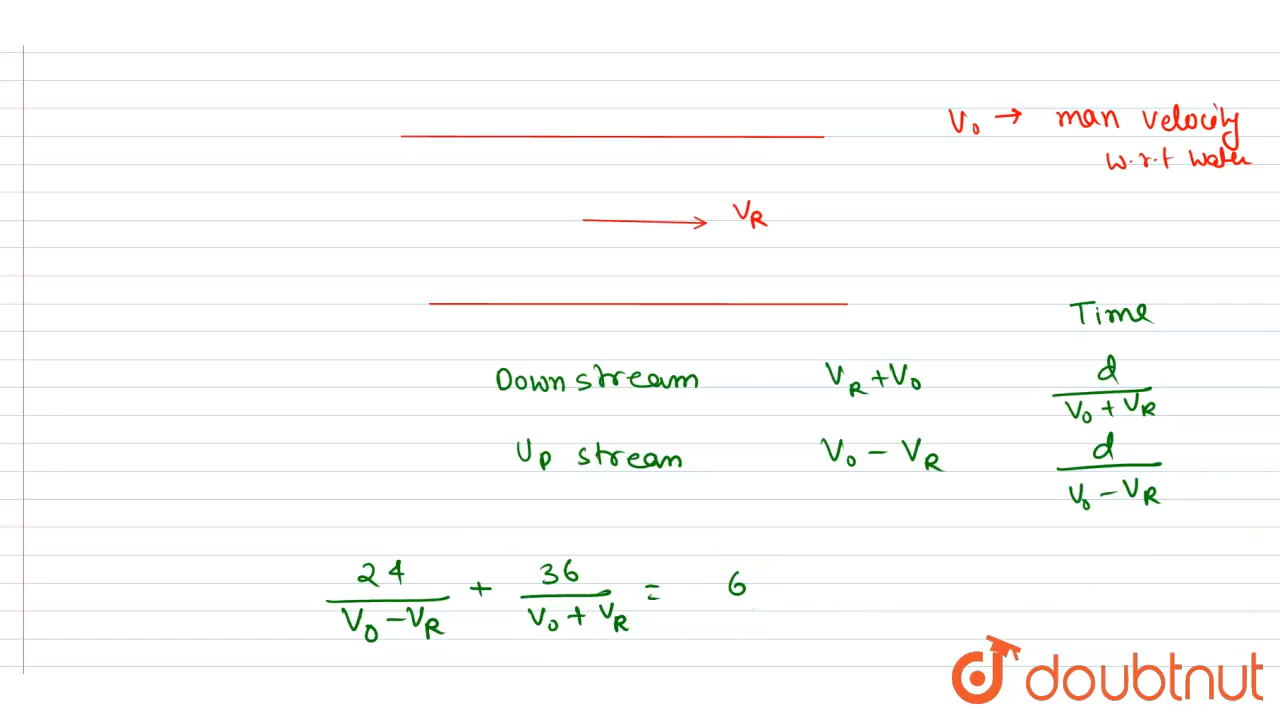 V₀ → man velocity
w.r.t water
V_R
Time
Down stream V_R + V₀ d/(V₀ + V_R)
Up stream V₀ - V_R d/(V₀ - V_R)
24/(V₀ - V_R) + 36/(V₀ + V_R) = 6
doubtnut